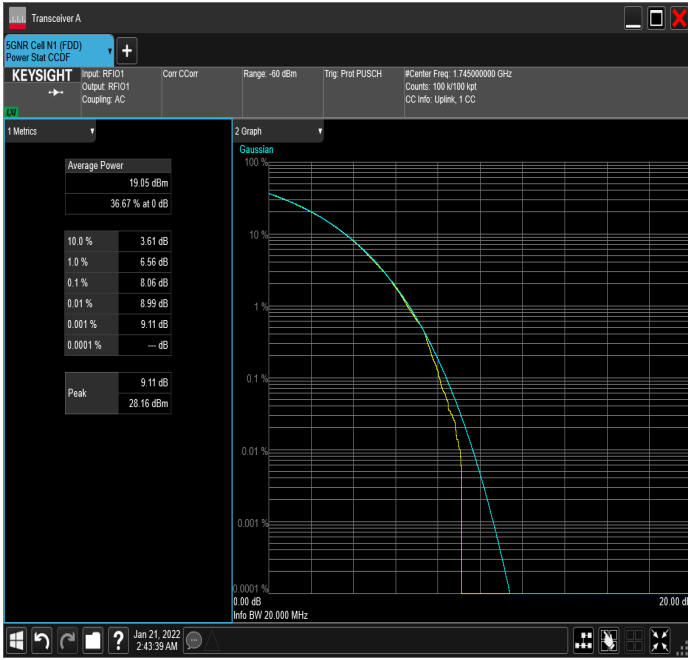 Transceiver A
5GNR Cell N1 (FDD)
Power Stat CCDF
KEYSIGHT
Input: RFIO1
Output: RFIO1
Coupling: AC
Corr CCorr
Range: -60 dBm
Trig: Prot PUSCH
#Center Freq: 1.745000000 GHz
Counts: 100 k/100 kpt
CC Info: Uplink, 1 CC
1 Metrics
Average Power
19.05 dBm
36.67 % at 0 dB
10.0 % 3.61 dB
1.0 % 6.56 dB
0.1 % 8.06 dB
0.01 % 8.99 dB
0.001 % 9.11 dB
0.0001 % --- dB
Peak
9.11 dB
28.16 dBm
2 Graph
Gaussian
100 %
10 %
1 %
0.1 %
0.01 %
0.001 %
0.0001 %
0.00 dB
20.00 dB
Info BW 20.000 MHz
Jan 21, 2022
2:43:39 AM